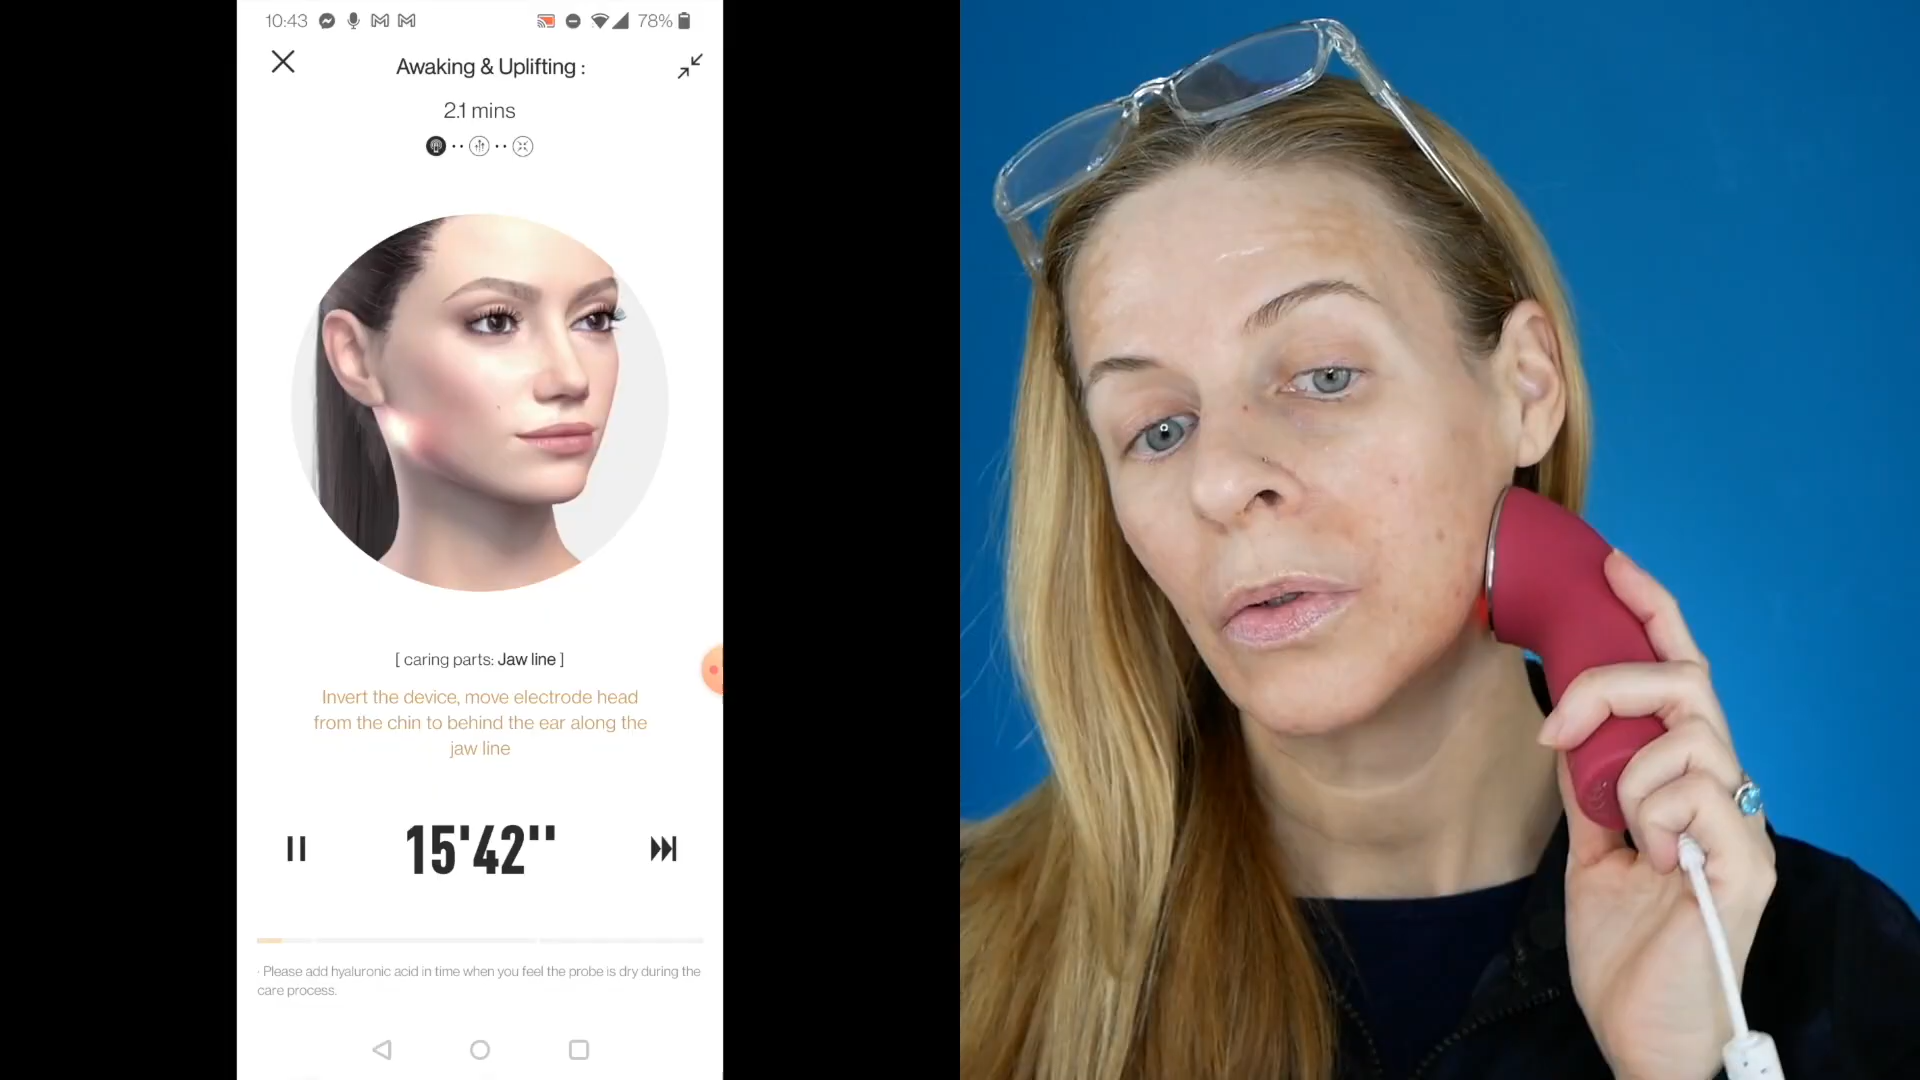 10:43
78%
Awaking & Uplifting :
2.1 mins
[ caring parts: Jaw line ]
Invert the device, move electrode head
from the chin to behind the ear along the
jaw line
15'42''
· Please add hyaluronic acid in time when you feel the probe is dry during the
care process.